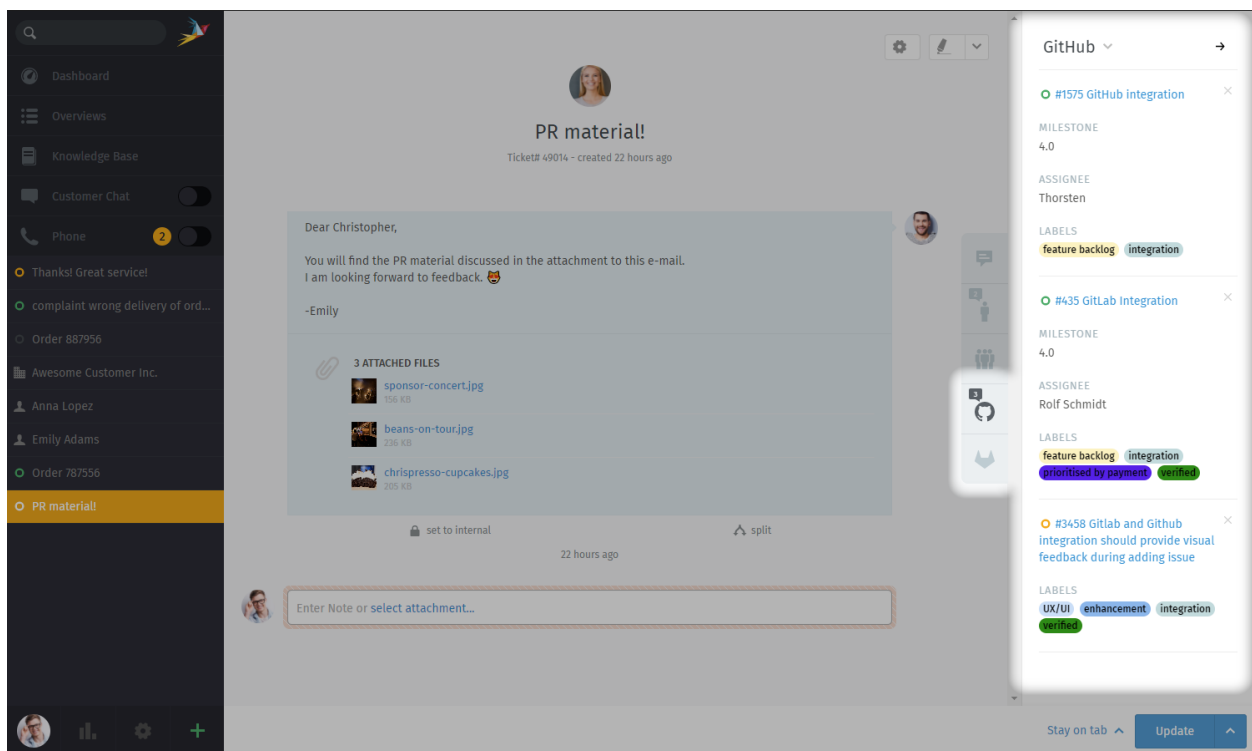 Dashboard
Overviews
Knowledge Base
Customer Chat
Phone 2
Thanks! Great service!
complaint wrong delivery of ord...
Order 887956
Awesome Customer Inc.
Anna Lopez
Emily Adams
Order 787556
PR material!
PR material!
Ticket# 49014 - created 22 hours ago
Dear Christopher,
You will find the PR material discussed in the attachment to this e-mail.
I am looking forward to feedback.
-Emily
3 ATTACHED FILES
sponsor-concert.jpg
156 KB
beans-on-tour.jpg
236 KB
chrispresso-cupcakes.jpg
205 KB
set to internal
split
22 hours ago
Enter Note or select attachment...
2
3
GitHub
#1575 GitHub integration
MILESTONE
4.0
ASSIGNEE
Thorsten
LABELS
feature backlog integration
#435 GitLab Integration
MILESTONE
4.0
ASSIGNEE
Rolf Schmidt
LABELS
feature backlog integration
prioritised by payment verified
#3458 Gitlab and Github
integration should provide visual
feedback during adding issue
LABELS
UX/UI enhancement integration
verified
Stay on tab
Update